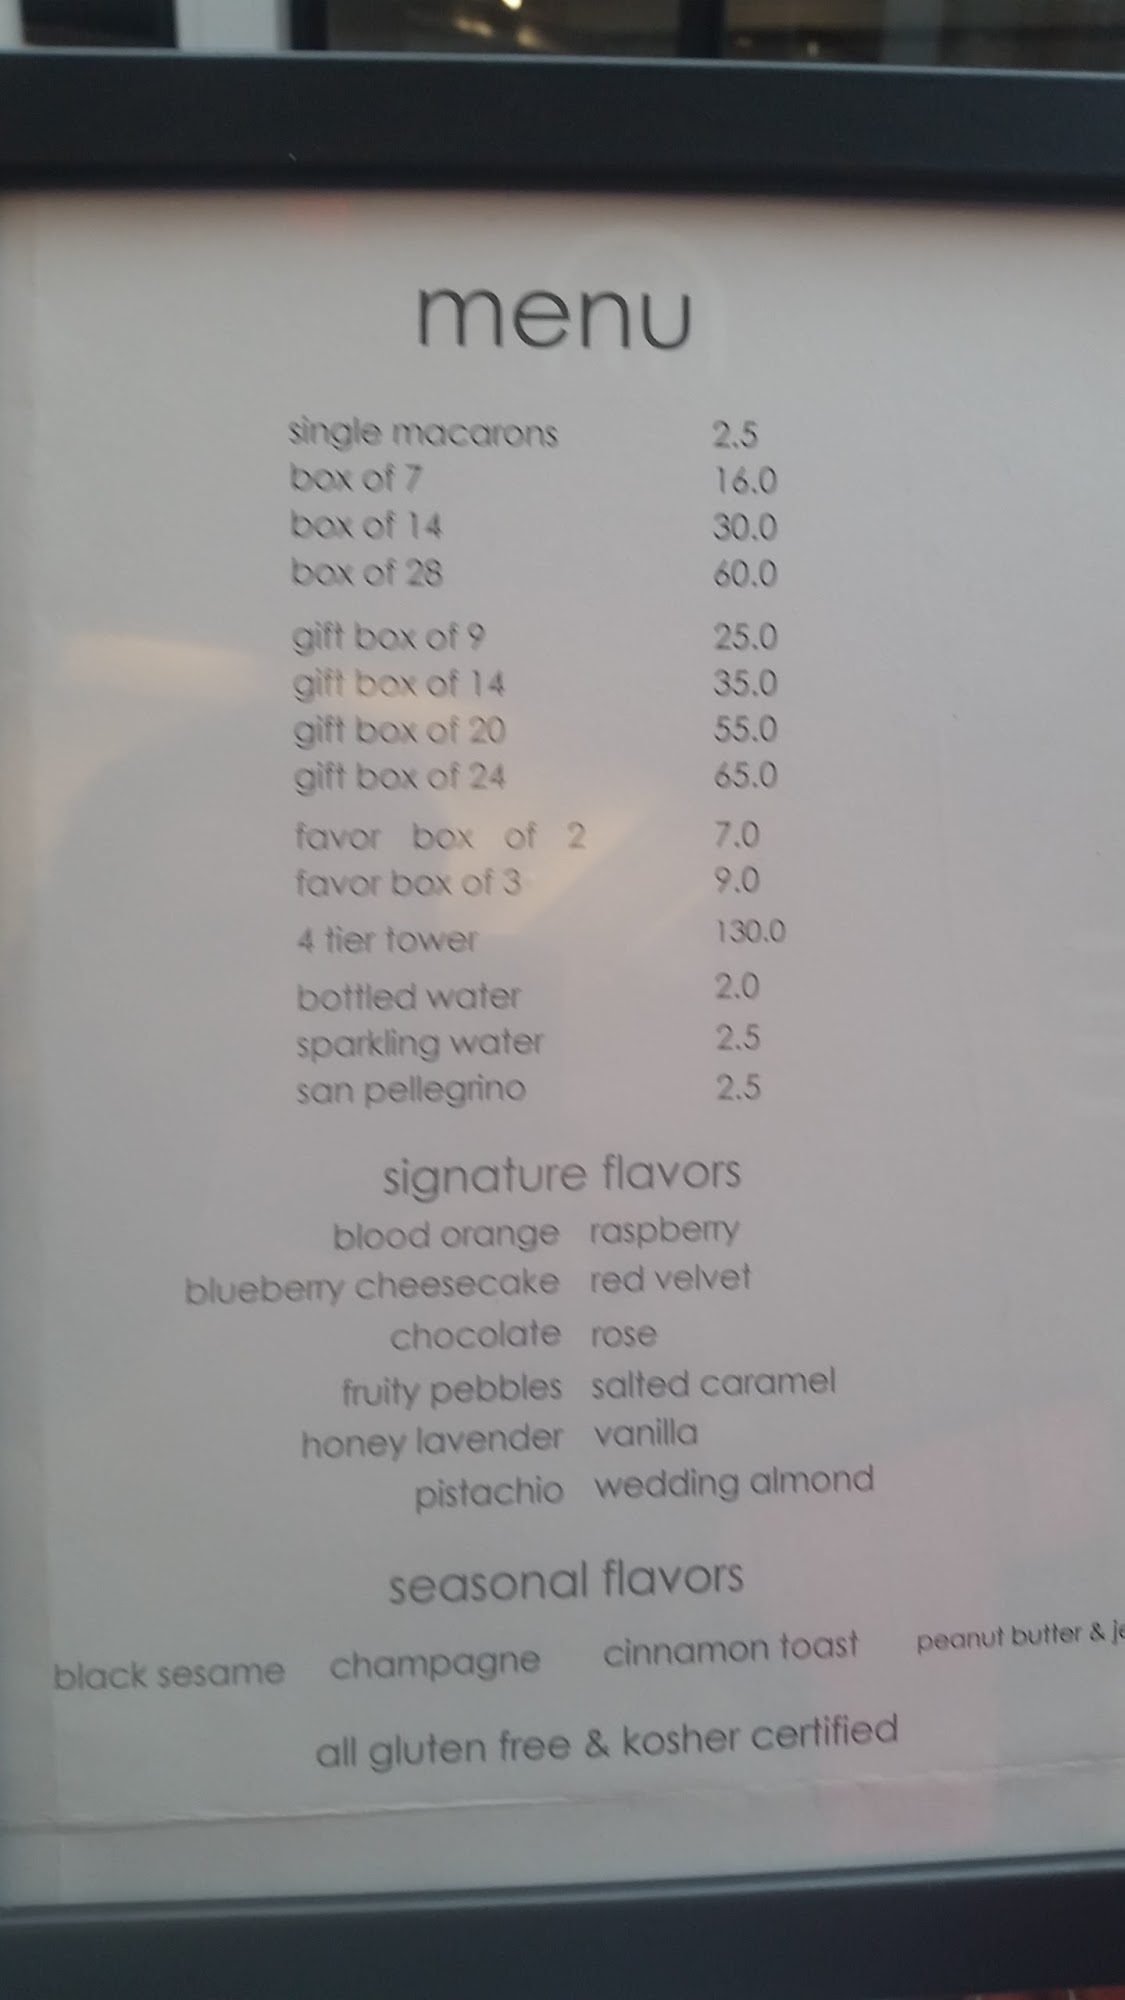 menu
single macarons 2.5
box of 7 16.0
box of 14 30.0
box of 28 60.0
gift box of 9 25.0
gift box of 14 35.0
gift box of 20 55.0
gift box of 24 65.0
favor box of 2 7.0
favor box of 3 9.0
4 tier tower 130.0
bottled water 2.0
sparkling water 2.5
san pellegrino 2.5
signature flavors
blood orange raspberry
blueberry cheesecake red velvet
chocolate rose
fruity pebbles salted caramel
honey lavender vanilla
pistachio wedding almond
seasonal flavors
black sesame champagne cinnamon toast peanut butter &
all gluten free & kosher certified